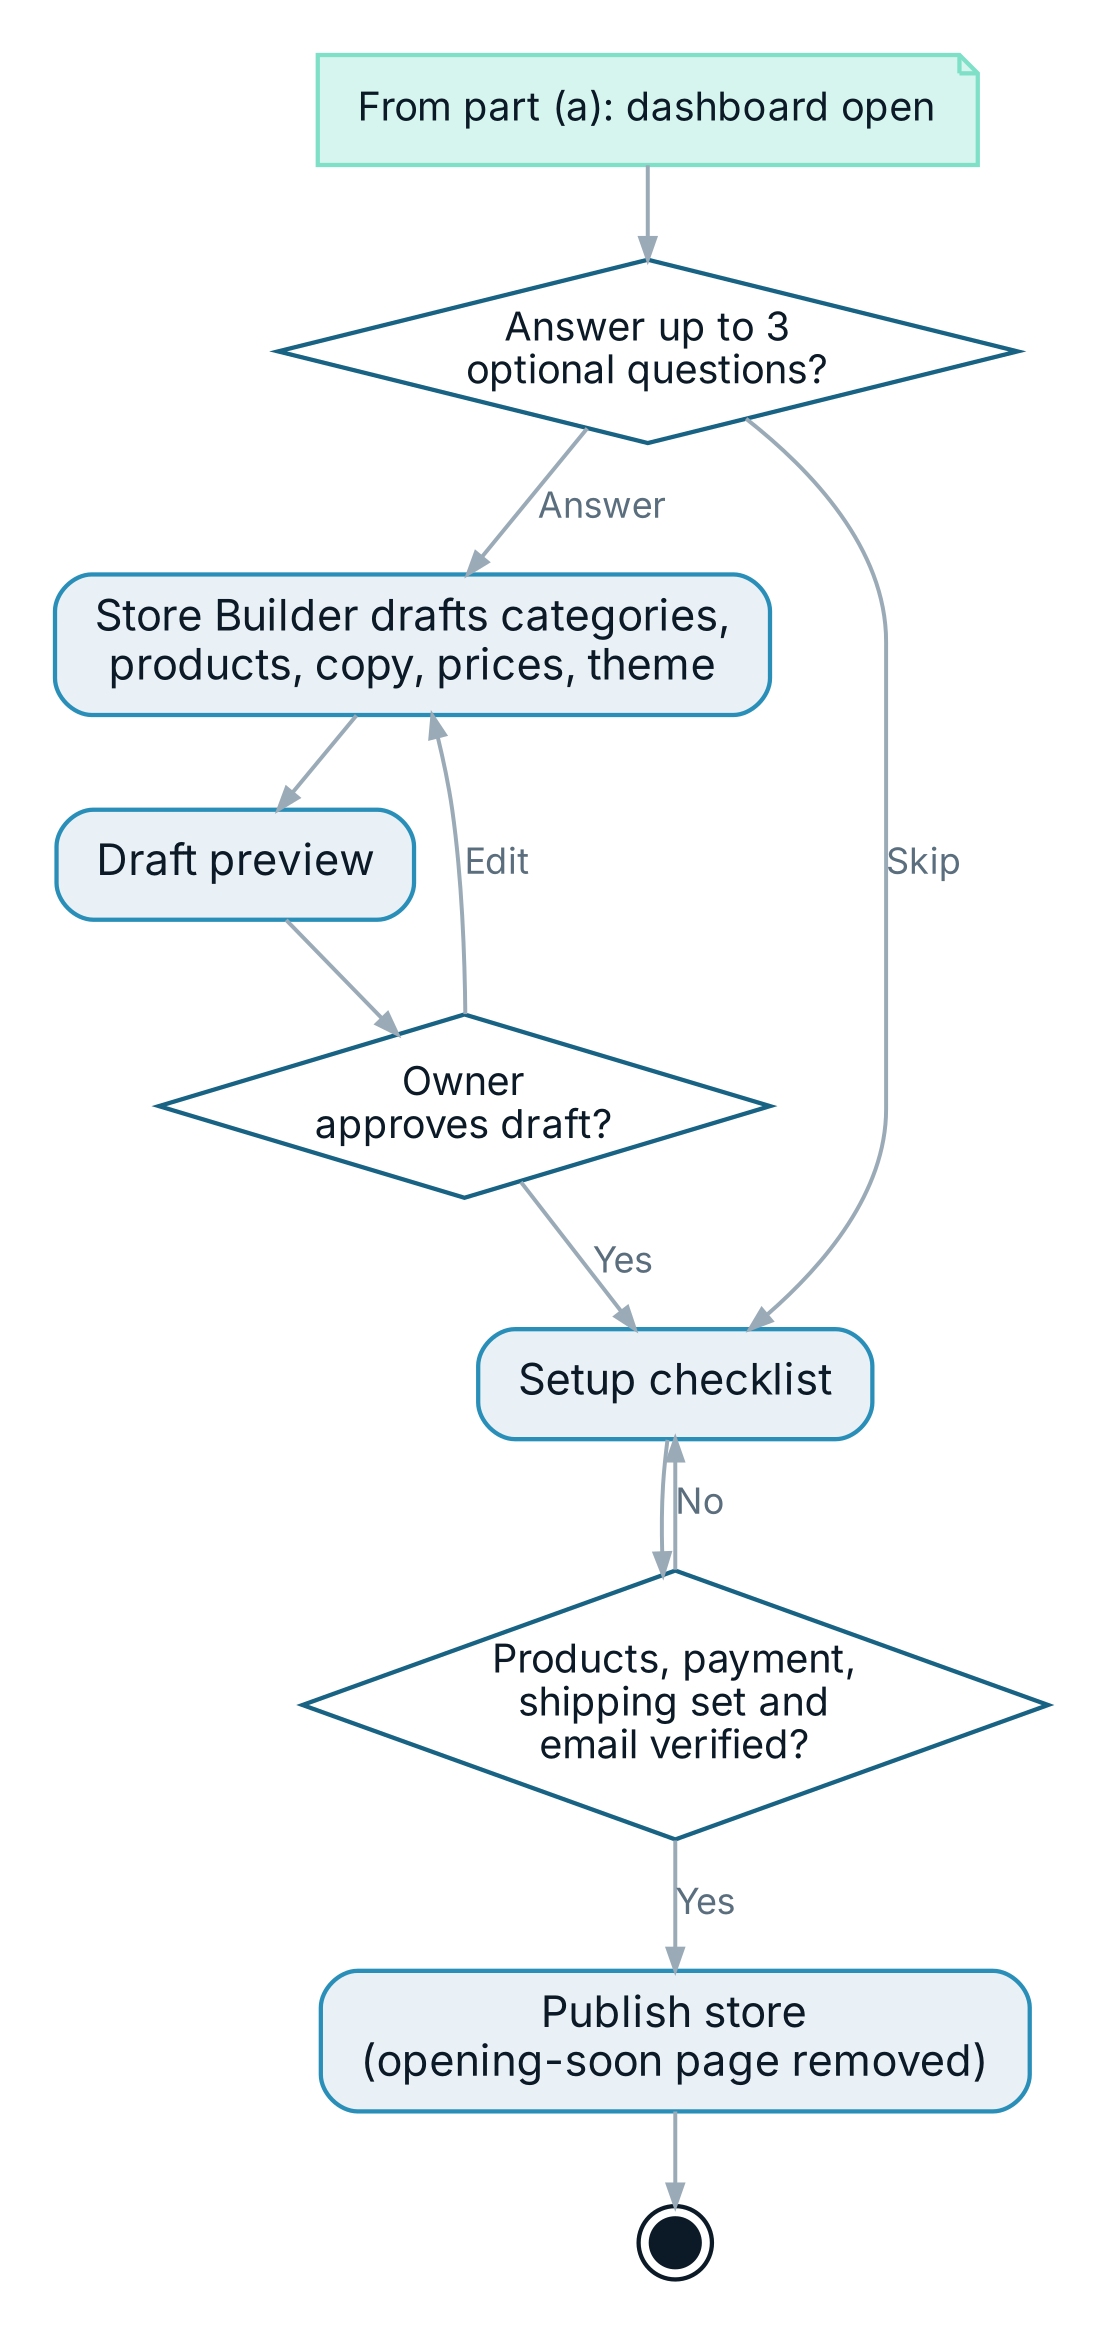 From part (a): dashboard open
Answer up to 3
optional questions?
Answer
Store Builder drafts categories,
products, copy, prices, theme
Draft preview
Edit
Skip
Owner
approves draft?
Yes
Setup checklist
No
Products, payment,
shipping set and
email verified?
Yes
Publish store
(opening-soon page removed)